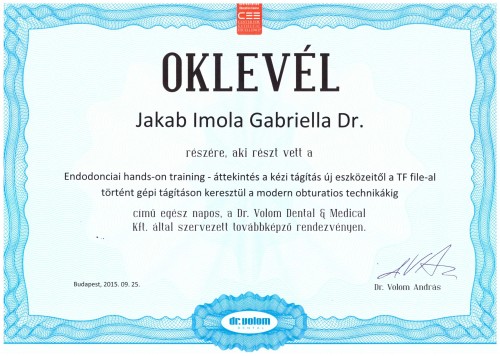 CEE
OKLEVÉL
Jakab Imola Gabriella Dr.
részére, aki részt vett a
Endodonciai hands-on training - áttekintés a kézi tágítás új eszközeitől a TF file-al
történt gépi tágításon keresztül a modern obturatios technikákig
című egész napos, a Dr. Volom Dental & Medical
Kft. által szervezett továbbképző rendezvényen.
Budapest, 2015. 09. 25.
Dr. Volom András
dr.volom
DENTAL